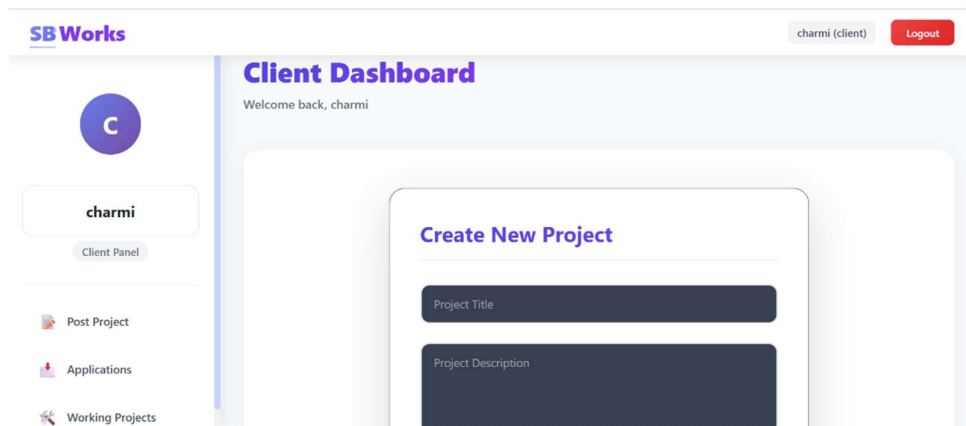 SB Works
charmi (client)
Logout
C
charmi
Client Panel
Post Project
Applications
Working Projects
Client Dashboard
Welcome back, charmi
Create New Project
Project Title
Project Description